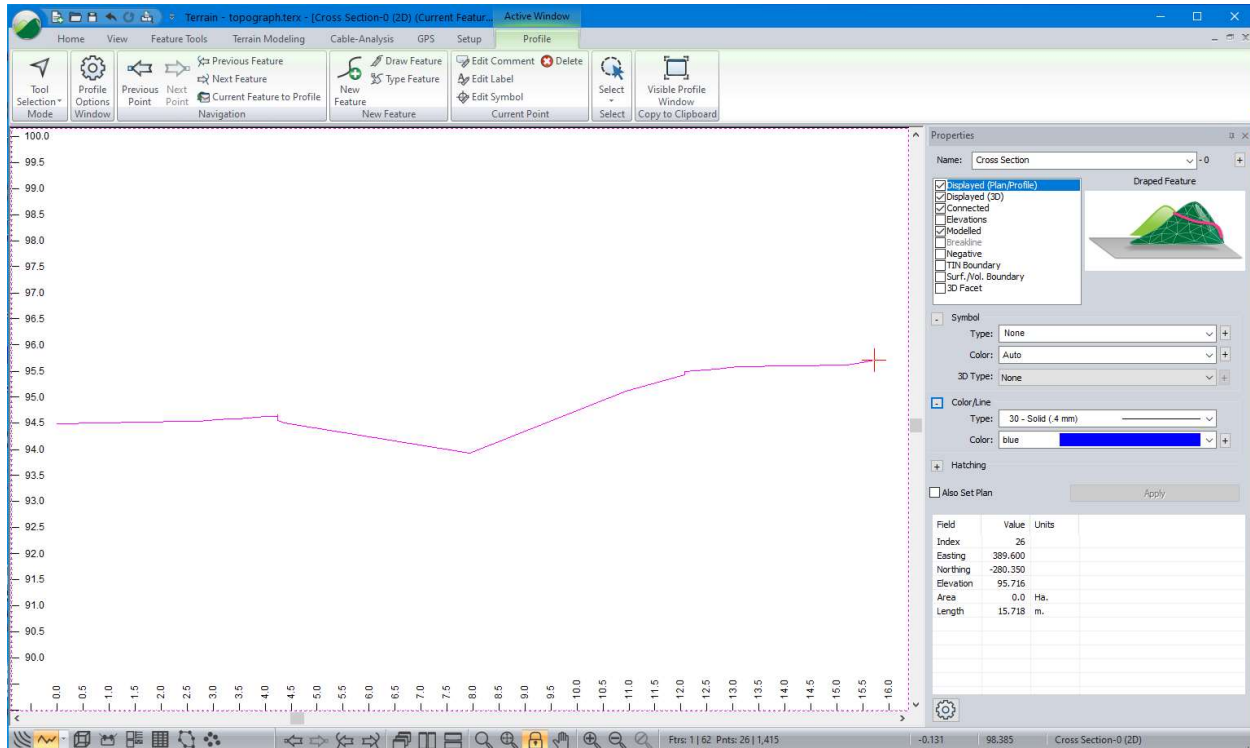 Terrain - topograph.terx - [Cross Section-0 (2D) (Current Featur... Active Window
Home View Feature Tools Terrain Modeling Cable-Analysis GPS Setup Profile
Tool Selection Mode
Profile Options Window
Previous Point
Next Point
Previous Feature
Next Feature
Current Feature to Profile
Navigation
New Feature
Draw Feature
Type Feature
New Feature
Edit Comment Delete
Edit Label
Edit Symbol
Current Point
Select
Select
Visible Profile Window
Copy to Clipboard
100.0
99.5
99.0
98.5
98.0
97.5
97.0
96.5
96.0
95.5
95.0
94.5
94.0
93.5
93.0
92.5
92.0
91.5
91.0
90.5
90.0
0.0 0.5 1.0 1.5 2.0 2.5 3.0 3.5 4.0 4.5 5.0 5.5 6.0 6.5 7.0 7.5 8.0 8.5 9.0 9.5 10.0 10.5 11.0 11.5 12.0 12.5 13.0 13.5 14.0 14.5 15.0 15.5 16.0
Properties
Name: Cross Section - 0
Displayed (Plan/Profile)
Displayed (3D)
Connected
Elevations
Modelled
Breakline
Negative
TIN Boundary
Surf./Vol. Boundary
3D Facet
Draped Feature
Symbol
Type: None
Color: Auto
3D Type: None
Color/Line
Type: 30 - Solid (.4 mm)
Color: blue
Hatching
Also Set Plan Apply
Field Value Units
Index 26
Easting 389.600
Northing -280.350
Elevation 95.716
Area 0.0 Ha.
Length 15.718 m.
Ftrs: 1 | 62 Pnts: 26 | 1,415 -0.131 98.385 Cross Section-0 (2D)